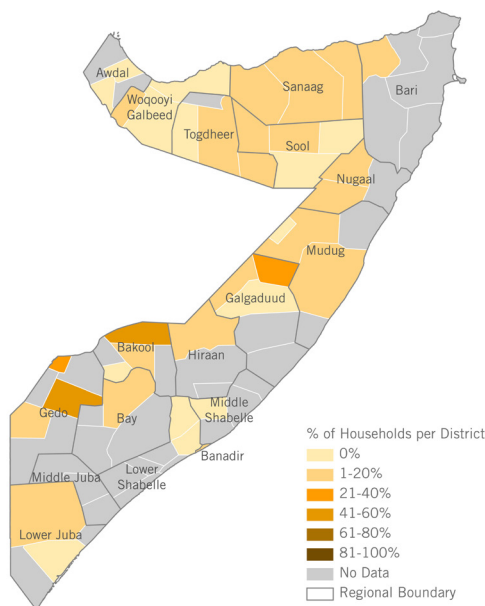 Awdal
Woqooyi
Galbeed
Togdheer
Sanaag
Sool
Bari
Nugaal
Mudug
Galgaduud
Hiraan
Bakool
Gedo
Bay
Middle
Shabelle
Banadir
Lower
Shabelle
Middle Juba
Lower Juba
% of Households per District
0%
1-20%
21-40%
41-60%
61-80%
81-100%
No Data
Regional Boundary